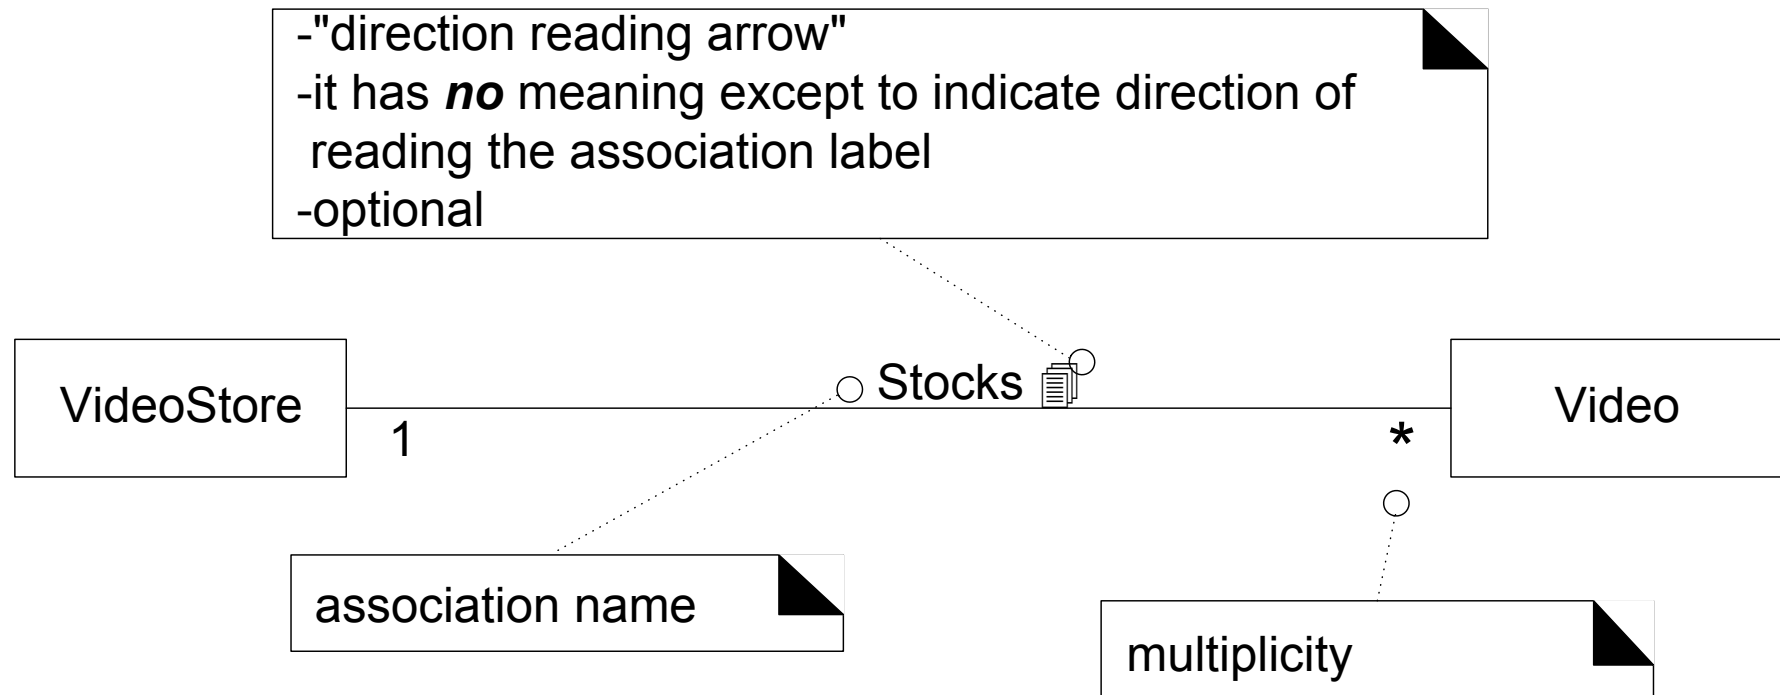 -"direction reading arrow"
-it has no meaning except to indicate direction of
reading the association label
-optional
VideoStore
Stocks
Video
1
*
association name
multiplicity